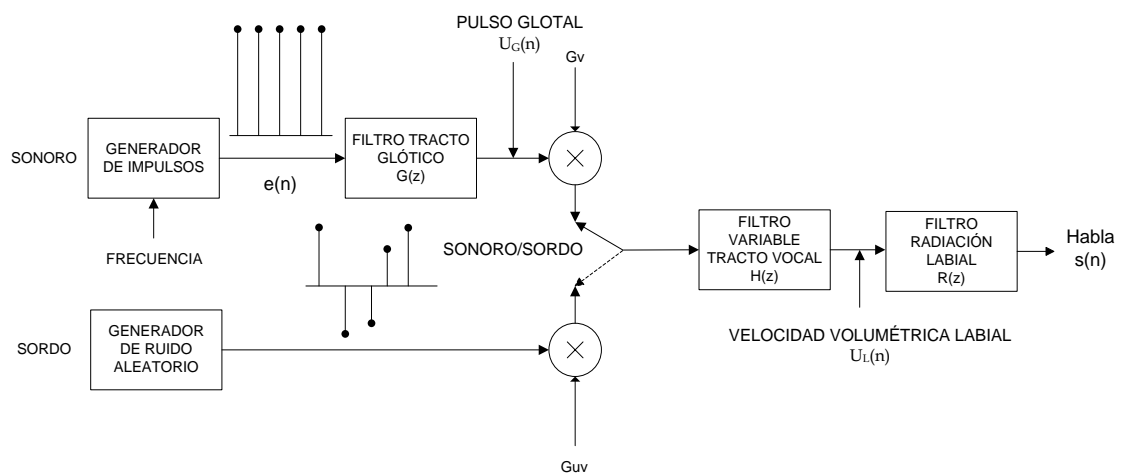 PULSO GLOTAL
UG(n)
Gv
SONORO
GENERADOR
DE IMPULSOS
e(n)
FILTRO TRACTO
GLÓTICO
G(z)
FRECUENCIA
SONORO/SORDO
FILTRO
VARIABLE
TRACTO VOCAL
H(z)
FILTRO
RADIACIÓN
LABIAL
R(z)
Habla
s(n)
SORDO
GENERADOR
DE RUIDO
ALEATORIO
VELOCIDAD VOLUMÉTRICA LABIAL
UL(n)
Guv